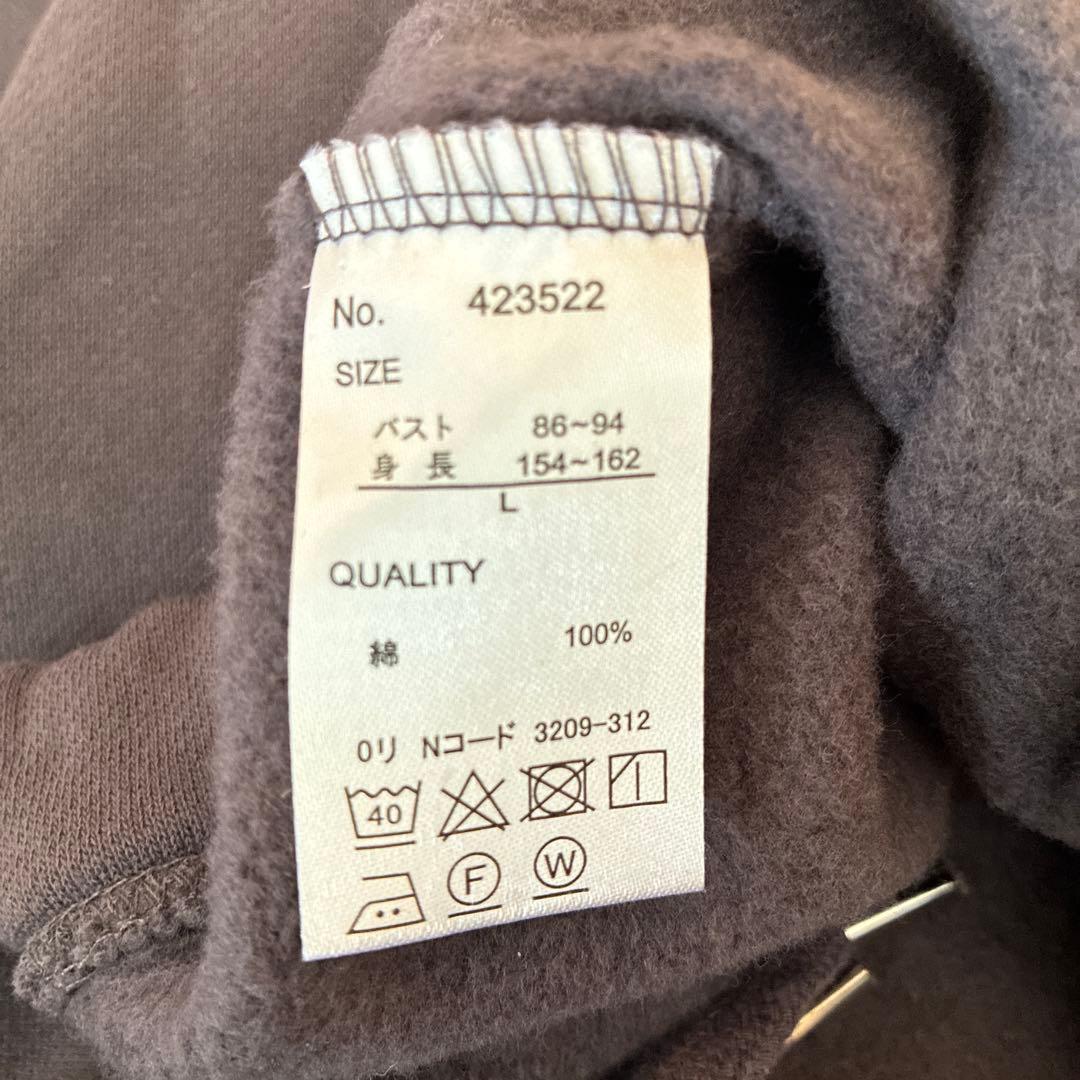 No. 423522
SIZE
バスト 86~94
身長 154~162
L
QUALITY
綿 100%
0リ Nコード 3209-312
40
F W